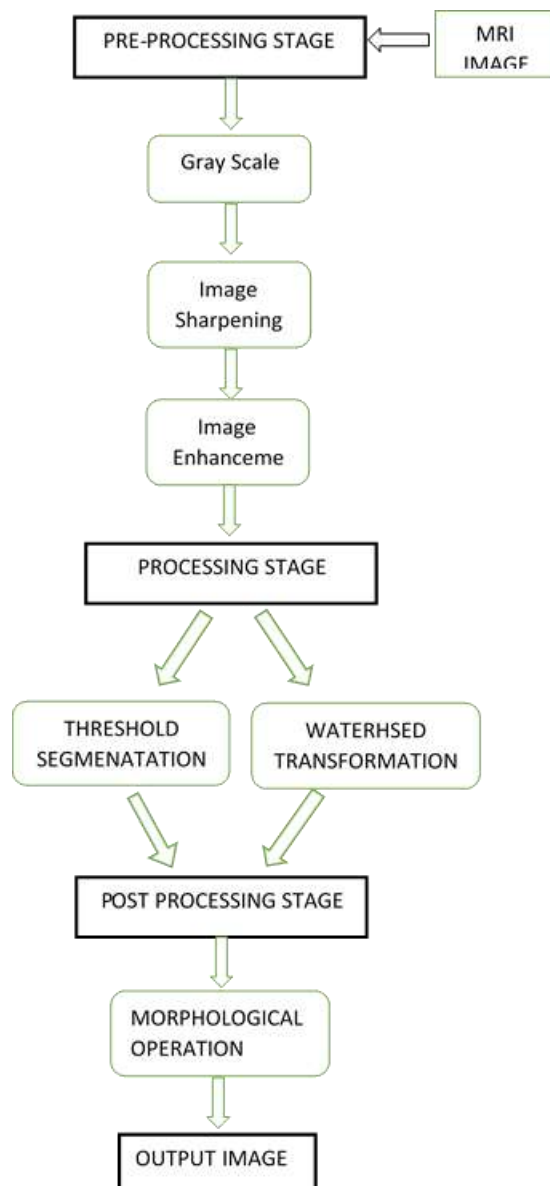 PRE-PROCESSING STAGE
MRI
IMAGE
Gray Scale
Image
Sharpening
Image
Enhanceme
PROCESSING STAGE
THRESHOLD
SEGMENATATION
WATERHSED
TRANSFORMATION
POST PROCESSING STAGE
MORPHOLOGICAL
OPERATION
OUTPUT IMAGE